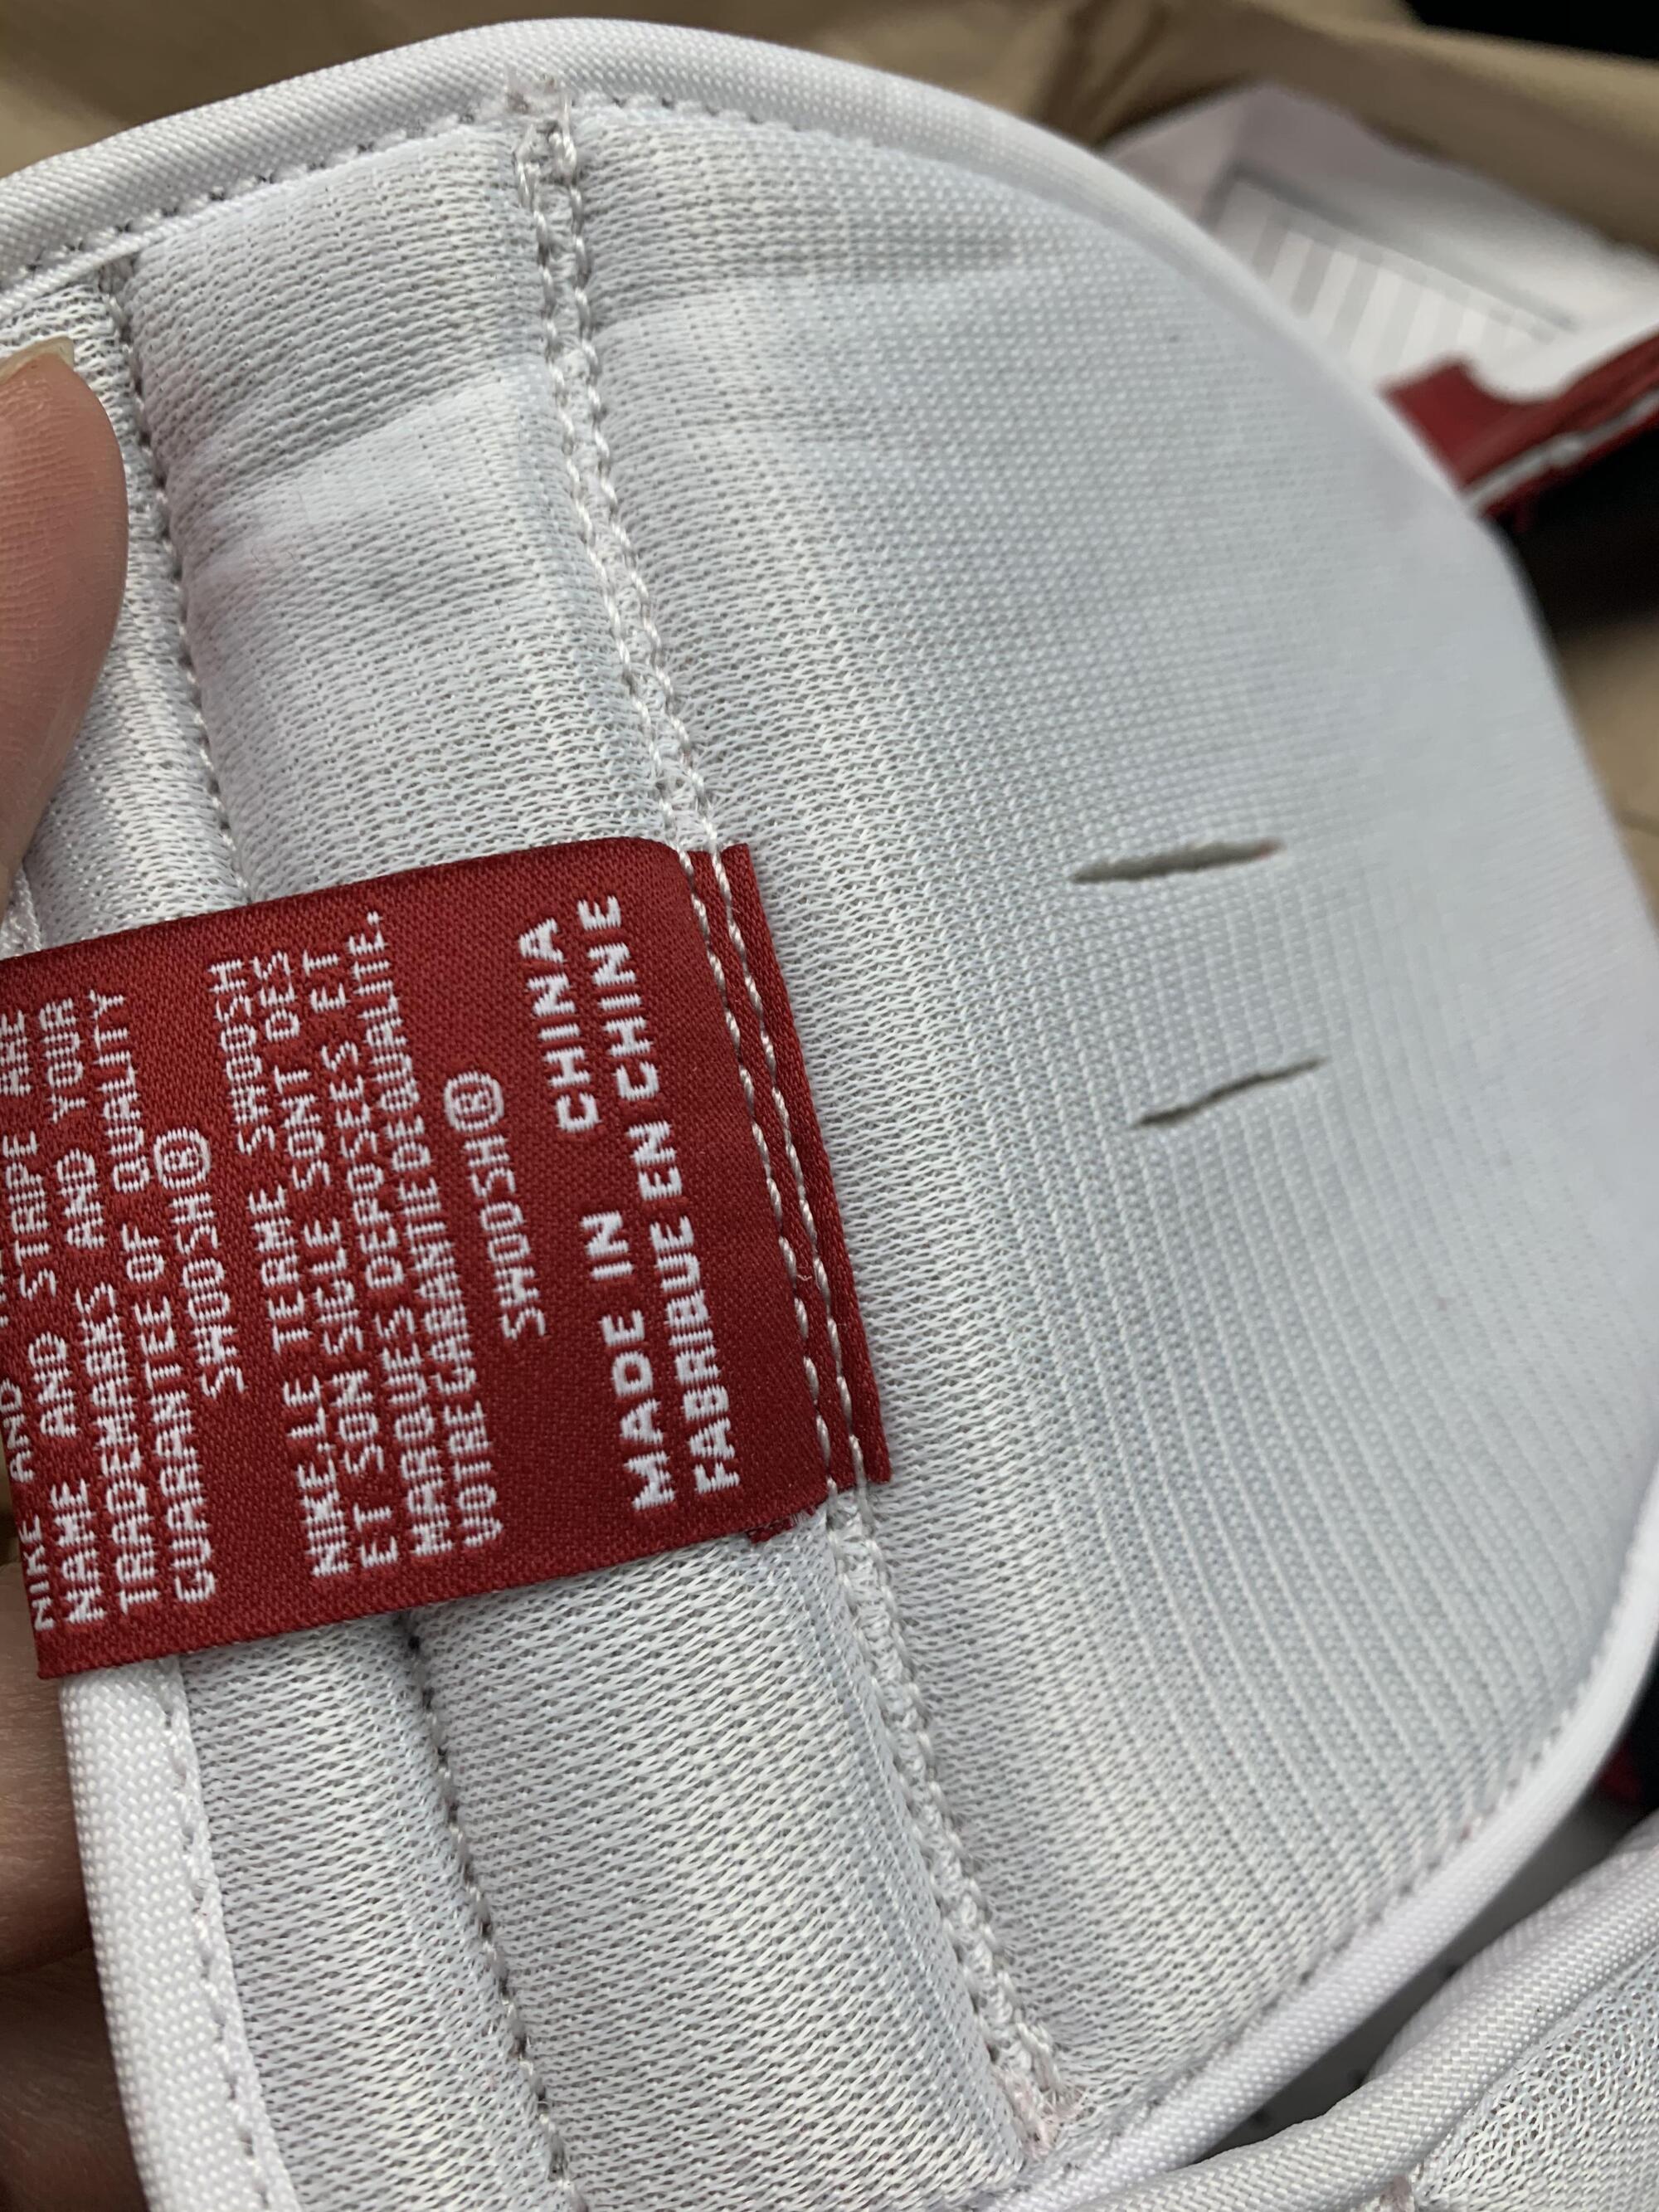 NIKE AND
NAME AND STRIPE ARE
TRADEMARKS AND YOUR
GUARANTEE OF QUALITY
SWOOSH®
NIKE.LE TERME SWOOSH
ET SON SIGLE SONT DES
MARQUES DEPOSEES ET
VOTRE GARANTIE DE QUALITE.
SWOOSH®
MADE IN CHINA
FABRIQUE EN CHINE